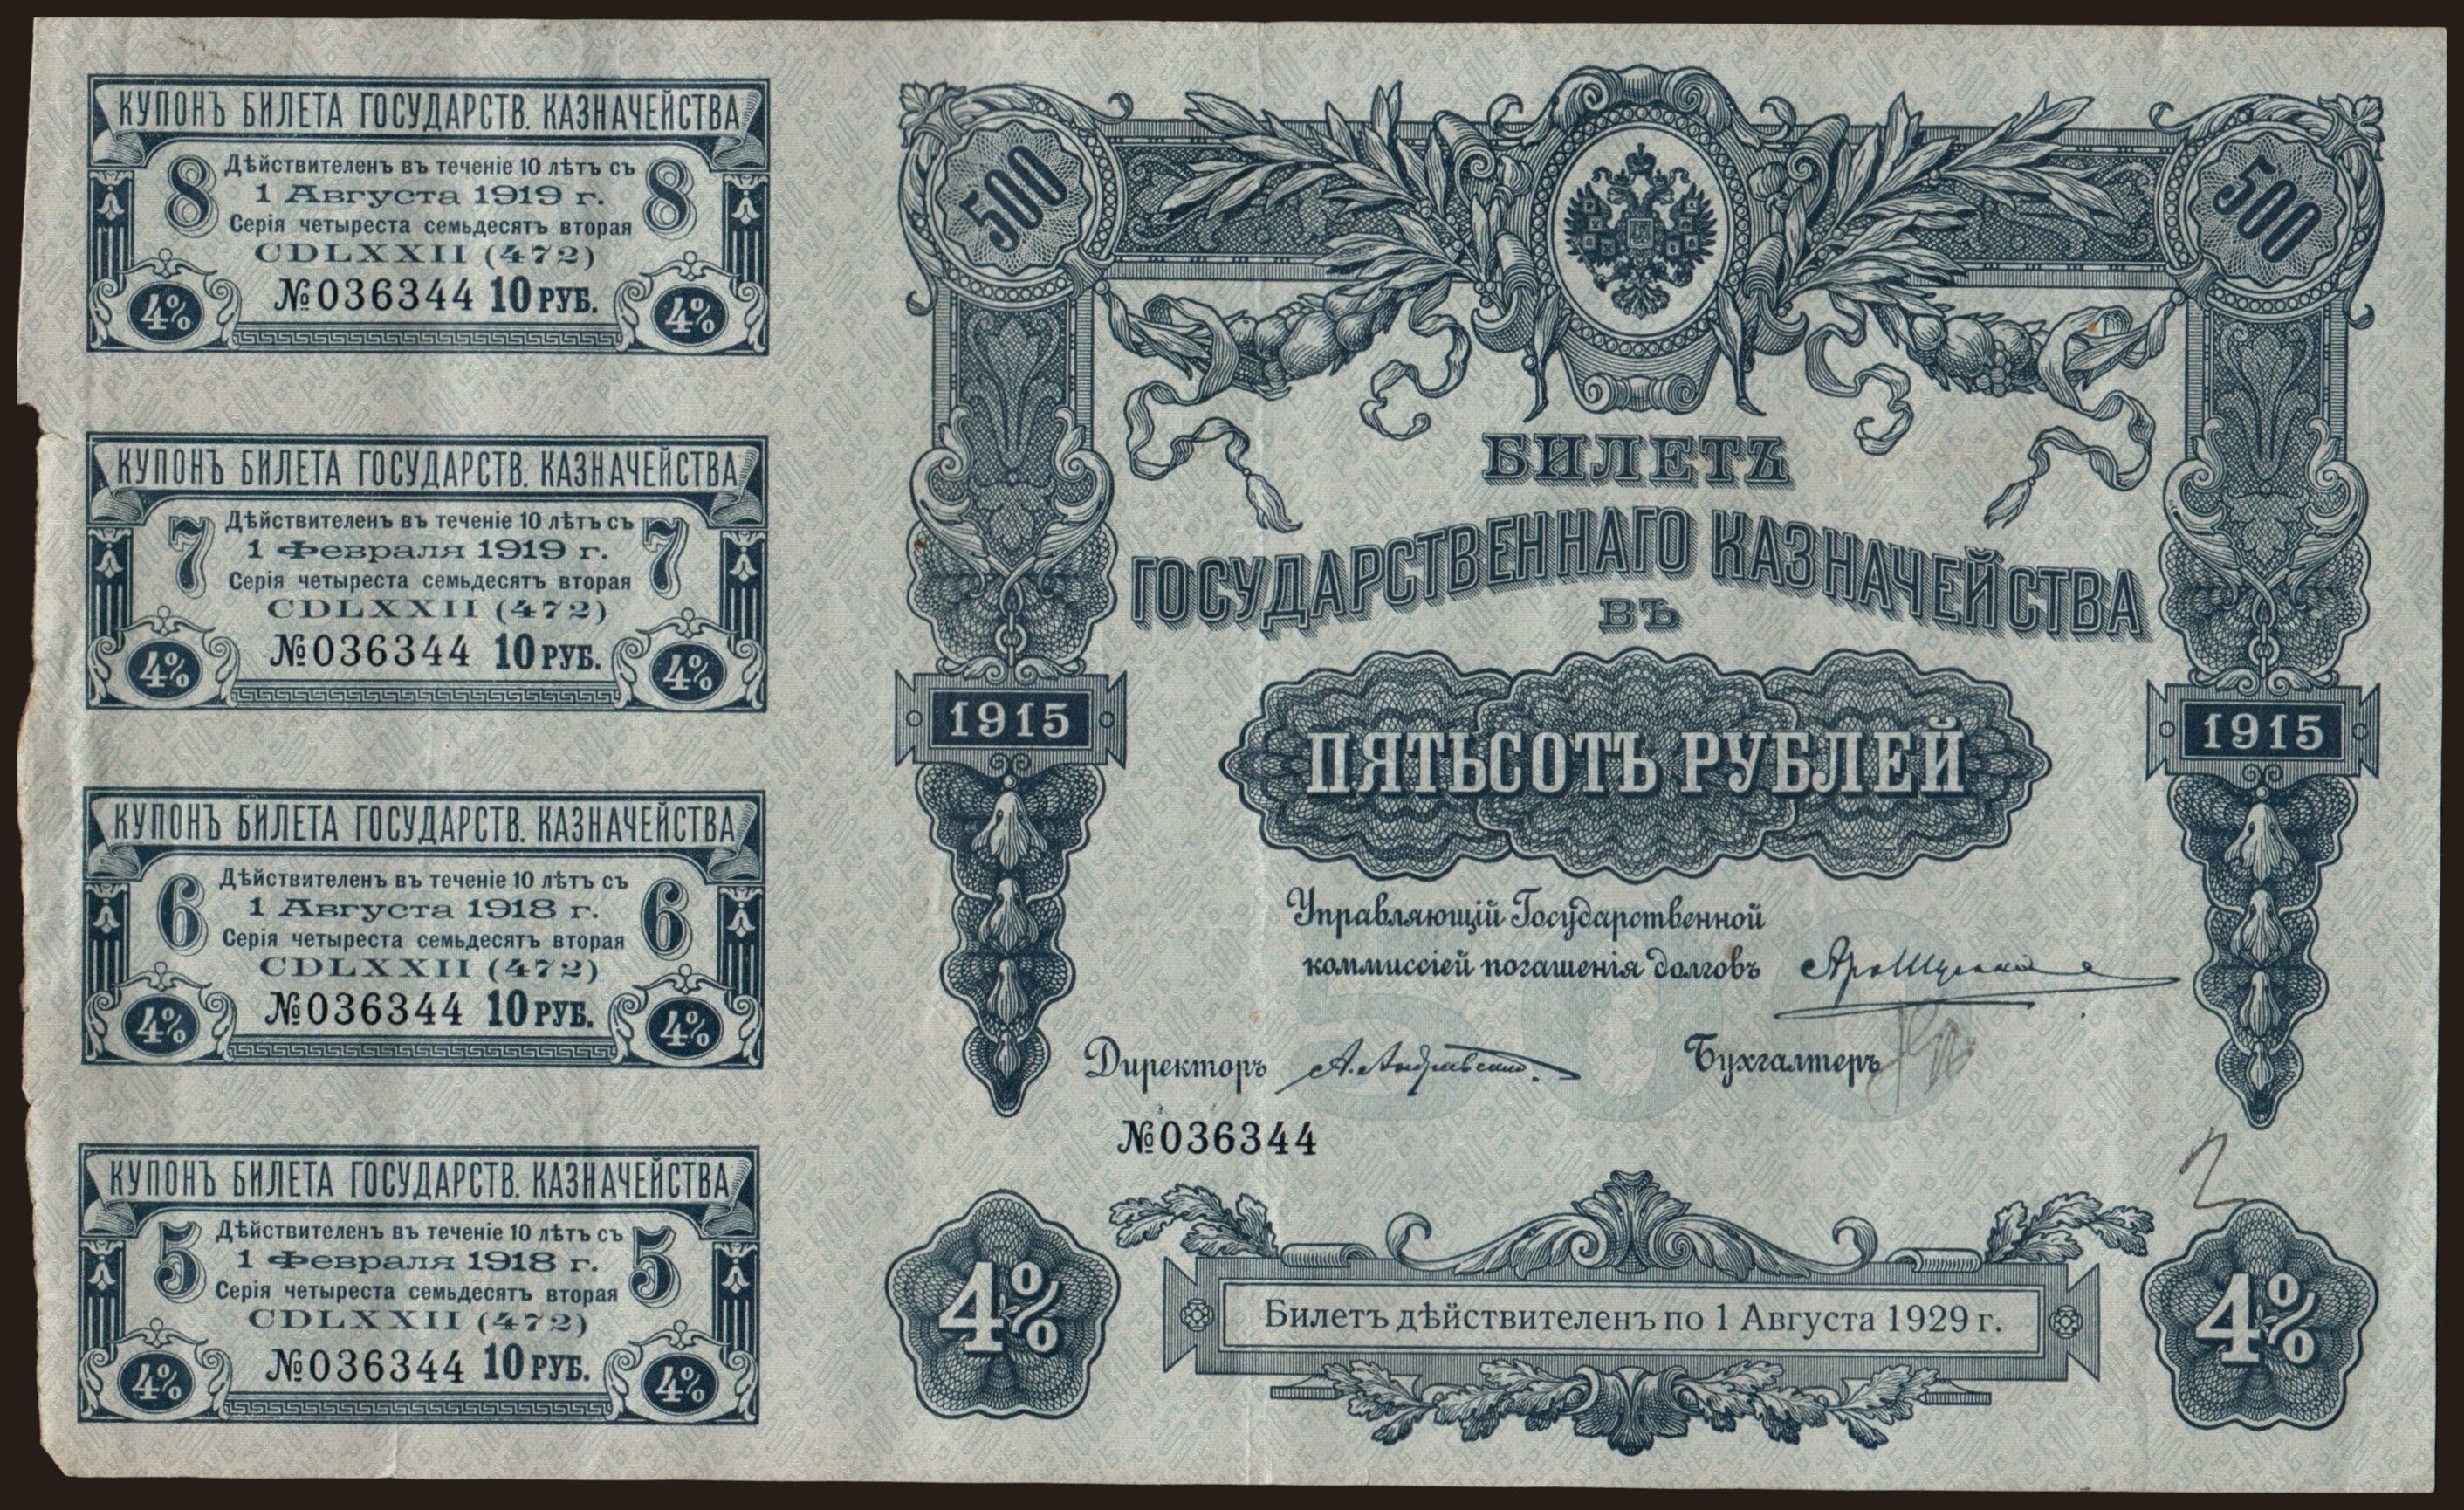 КУПОНЪ БИЛЕТА ГОСУДАРСТВ. КАЗНАЧЕЙСТВА
Дѣйствителенъ въ теченіе 10 лѣтъ съ
8 1 Августа 1919 г. 8
Серія четыреста семьдесятъ вторая
CDLXXII (472)
4% №036344 10 РУБ. 4%
КУПОНЪ БИЛЕТА ГОСУДАРСТВ. КАЗНАЧЕЙСТВА
Дѣйствителенъ въ теченіе 10 лѣтъ съ
7 1 Февраля 1919 г. 7
Серія четыреста семьдесятъ вторая
CDLXXII (472)
4% №036344 10 РУБ. 4%
КУПОНЪ БИЛЕТА ГОСУДАРСТВ. КАЗНАЧЕЙСТВА
Дѣйствителенъ въ теченіе 10 лѣтъ съ
6 1 Августа 1918 г. 6
Серія четыреста семьдесятъ вторая
CDLXXII (472)
4% №036344 10 РУБ. 4%
КУПОНЪ БИЛЕТА ГОСУДАРСТВ. КАЗНАЧЕЙСТВА
Дѣйствителенъ въ теченіе 10 лѣтъ съ
5 1 Февраля 1918 г. 5
Серія четыреста семьдесятъ вторая
CDLXXII (472)
4% №036344 10 РУБ. 4%
500 500
БИЛЕТЪ
ГОСУДАРСТВЕННАГО КАЗНАЧЕЙСТВА
ВЪ
1915 1915
ПЯТЬСОТЪ РУБЛЕЙ
Управляющій Государственной
коммиссіей погашенія долговъ
500
Директоръ Бухгалтеръ
№036344
2
4% 4%
Билетъ дѣйствителенъ по 1 Августа 1929 г.